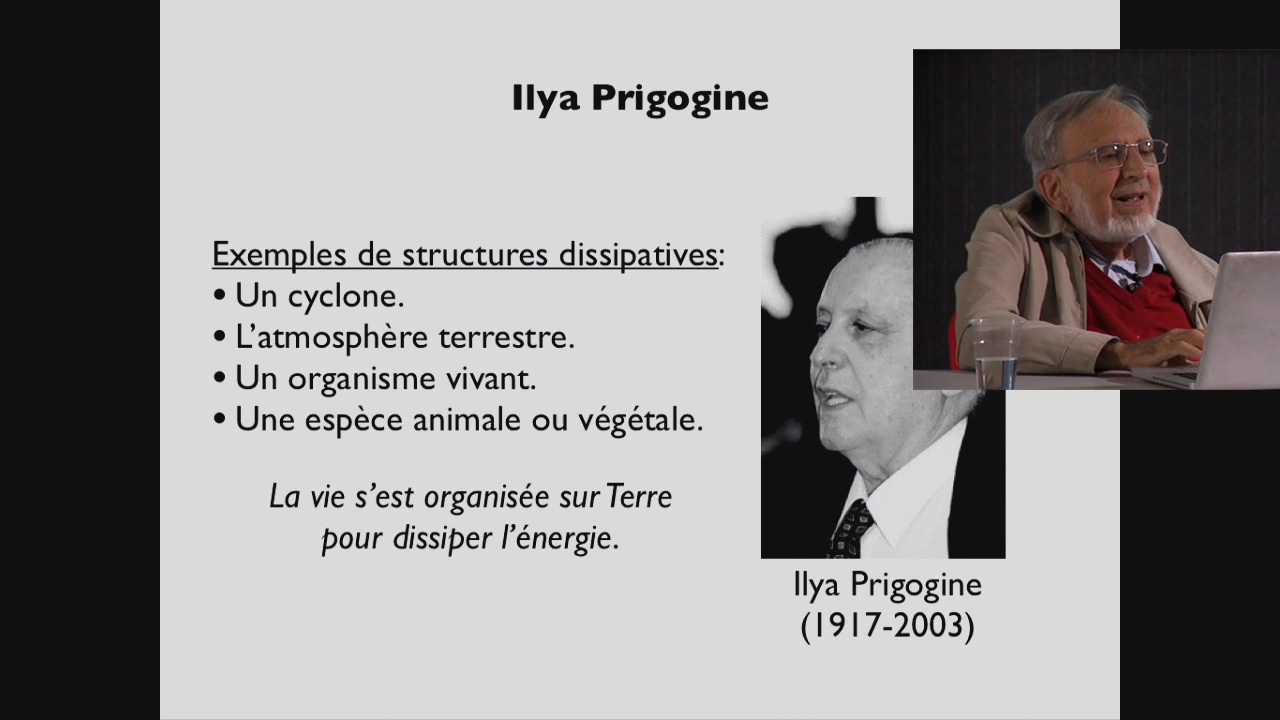 Ilya Prigogine
Exemples de structures dissipatives:
• Un cyclone.
• L’atmosphère terrestre.
• Un organisme vivant.
• Une espèce animale ou végétale.
La vie s’est organisée sur Terre
pour dissiper l’énergie.
Ilya Prigogine
(1917-2003)